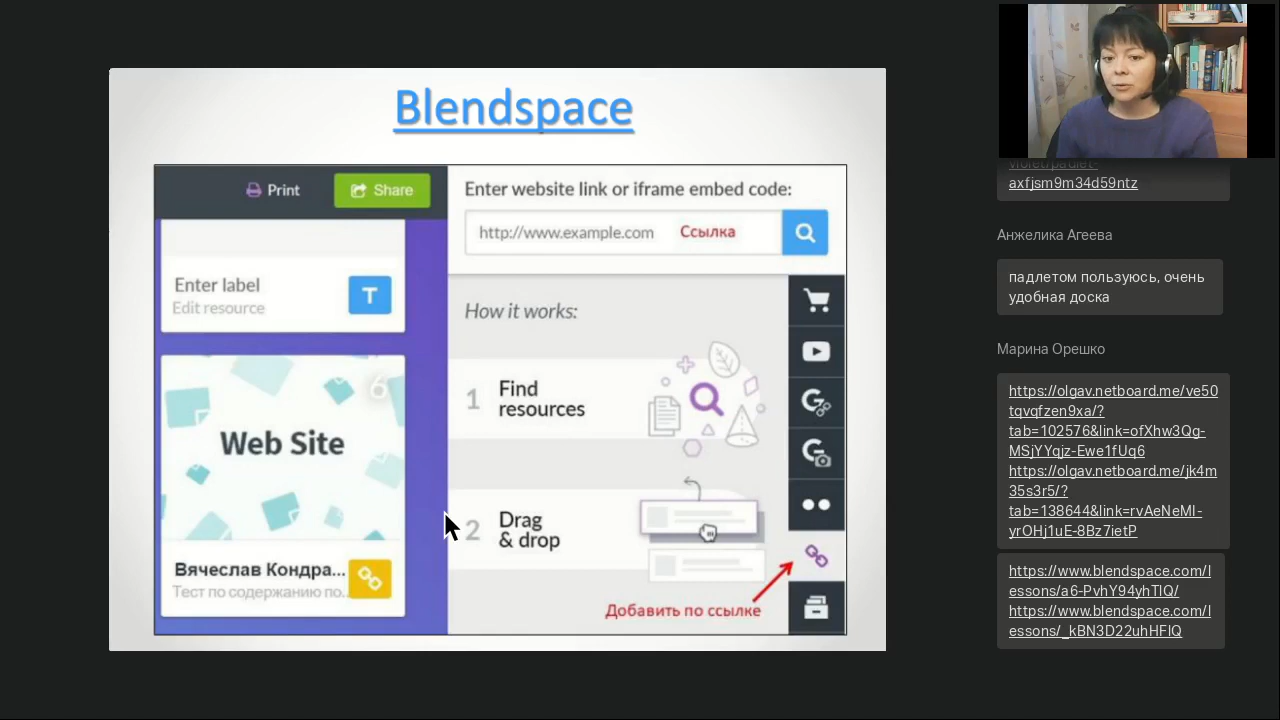 Blendspace
Print
Share
Enter website link or iframe embed code:
http://www.example.com
Ссылка
Enter label
Edit resource
T
How it works:
1
Find
resources
6
Web Site
2
Drag
& drop
Вячеслав Кондра...
Тест по содержанию по..
Добавить по ссылке
violet/padlet-
axfjsm9m34d59ntz
Анжелика Агеева
падлетом пользуюсь, очень
удобная доска
Марина Орешко
https://olgav.netboard.me/ve50
tqvqfzen9xa/?
tab=102576&link=ofXhw3Qg-
MSjYYqjz-Ewe1fUq6
https://olgav.netboard.me/jk4m
35s3r5/?
tab=138644&link=rvAeNeMI-
yrOHj1uE-8Bz7ietP
https://www.blendspace.com/l
essons/a6-PvhY94yhTlQ/
https://www.blendspace.com/l
essons/_kBN3D22uhHFIQ